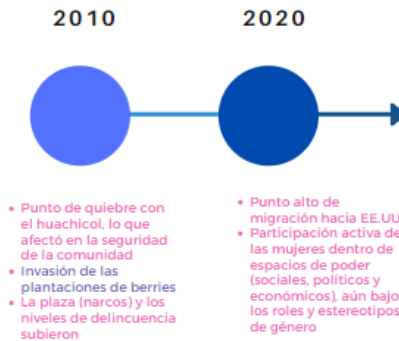 2010
2020
• Punto de quiebre con
el huachicol, lo que
afectó en la seguridad
de la comunidad
• Invasión de las
plantaciones de berries
• La plaza (narcos) y los
niveles de delincuencia
subieron
• Punto alto de
migración hacia EE.UU
• Participación activa de
las mujeres dentro de
espacios de poder
(sociales, políticos y
económicos), aún bajo
los roles y estereotipos
de género